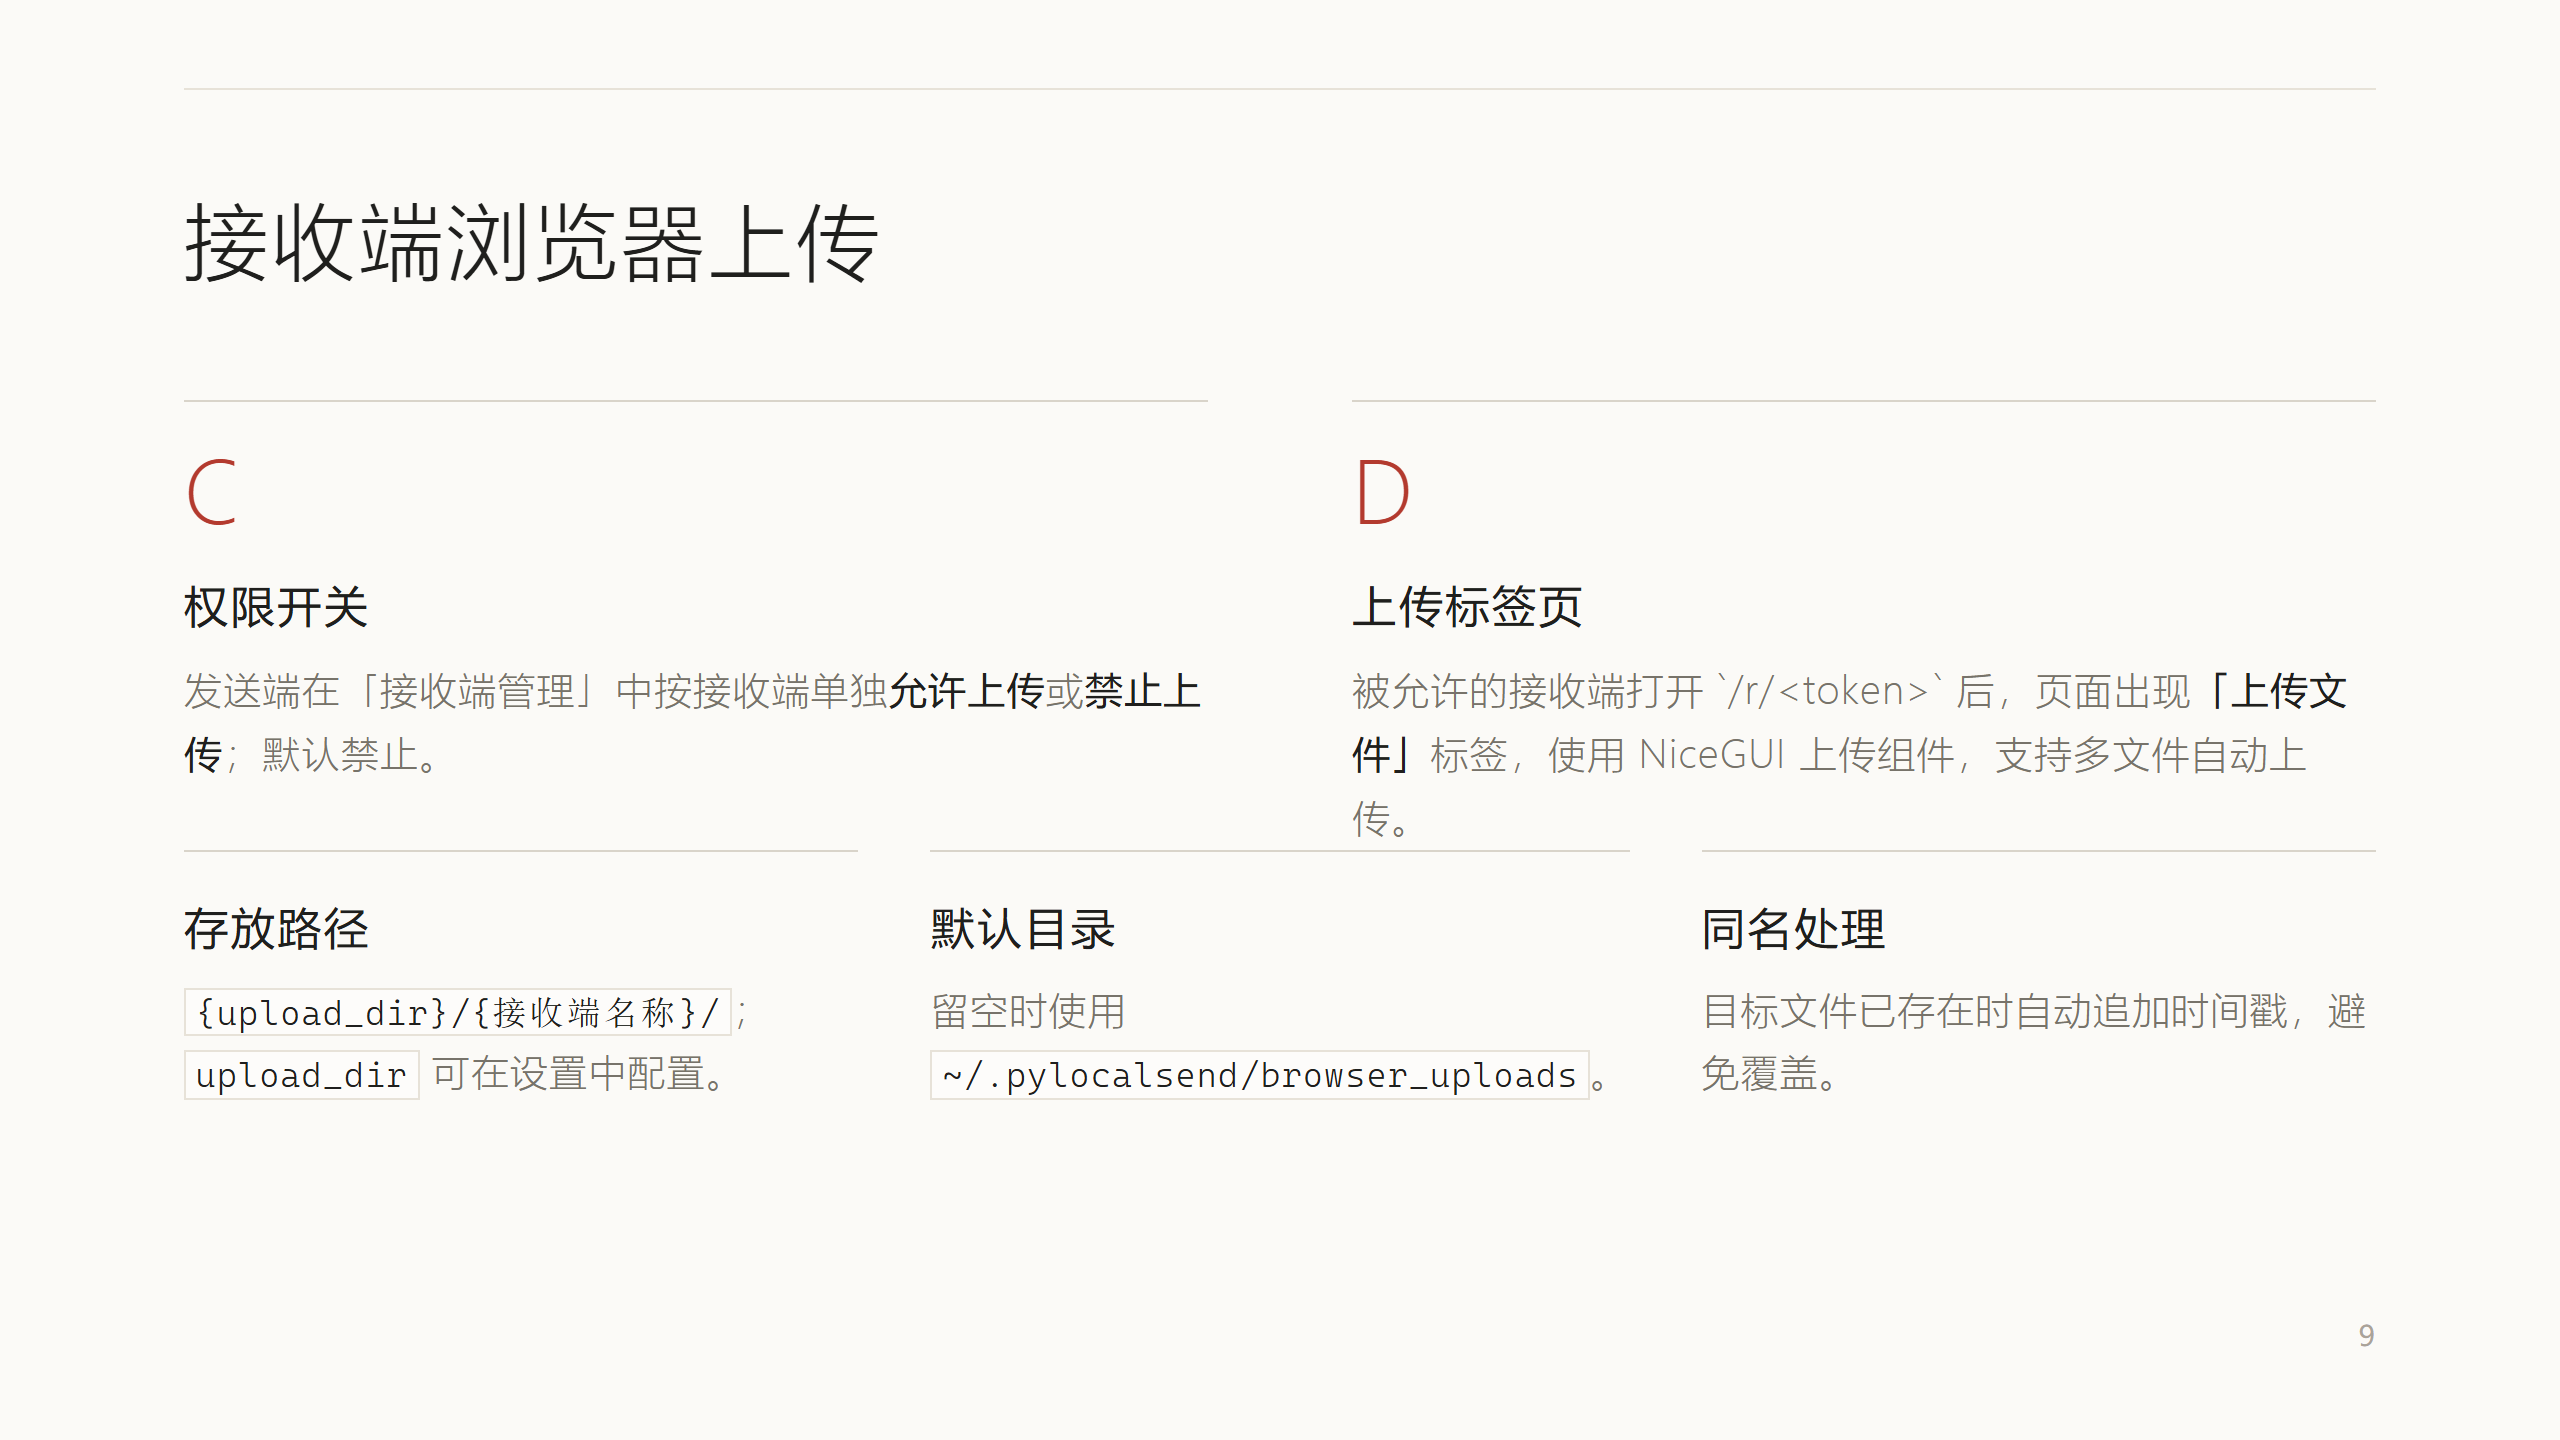 接收端浏览器上传
C
权限开关
发送端在「接收端管理」中按接收端单独允许上传或禁止上
传；默认禁止。
D
上传标签页
被允许的接收端打开 `/r/<token>` 后，页面出现「上传文
件」标签，使用 NiceGUI 上传组件，支持多文件自动上
传。
存放路径
{upload_dir}/{接收端名称}/；
upload_dir 可在设置中配置。
默认目录
留空时使用
~/.pylocalsend/browser_uploads。
同名处理
目标文件已存在时自动追加时间戳，避
免覆盖。
9